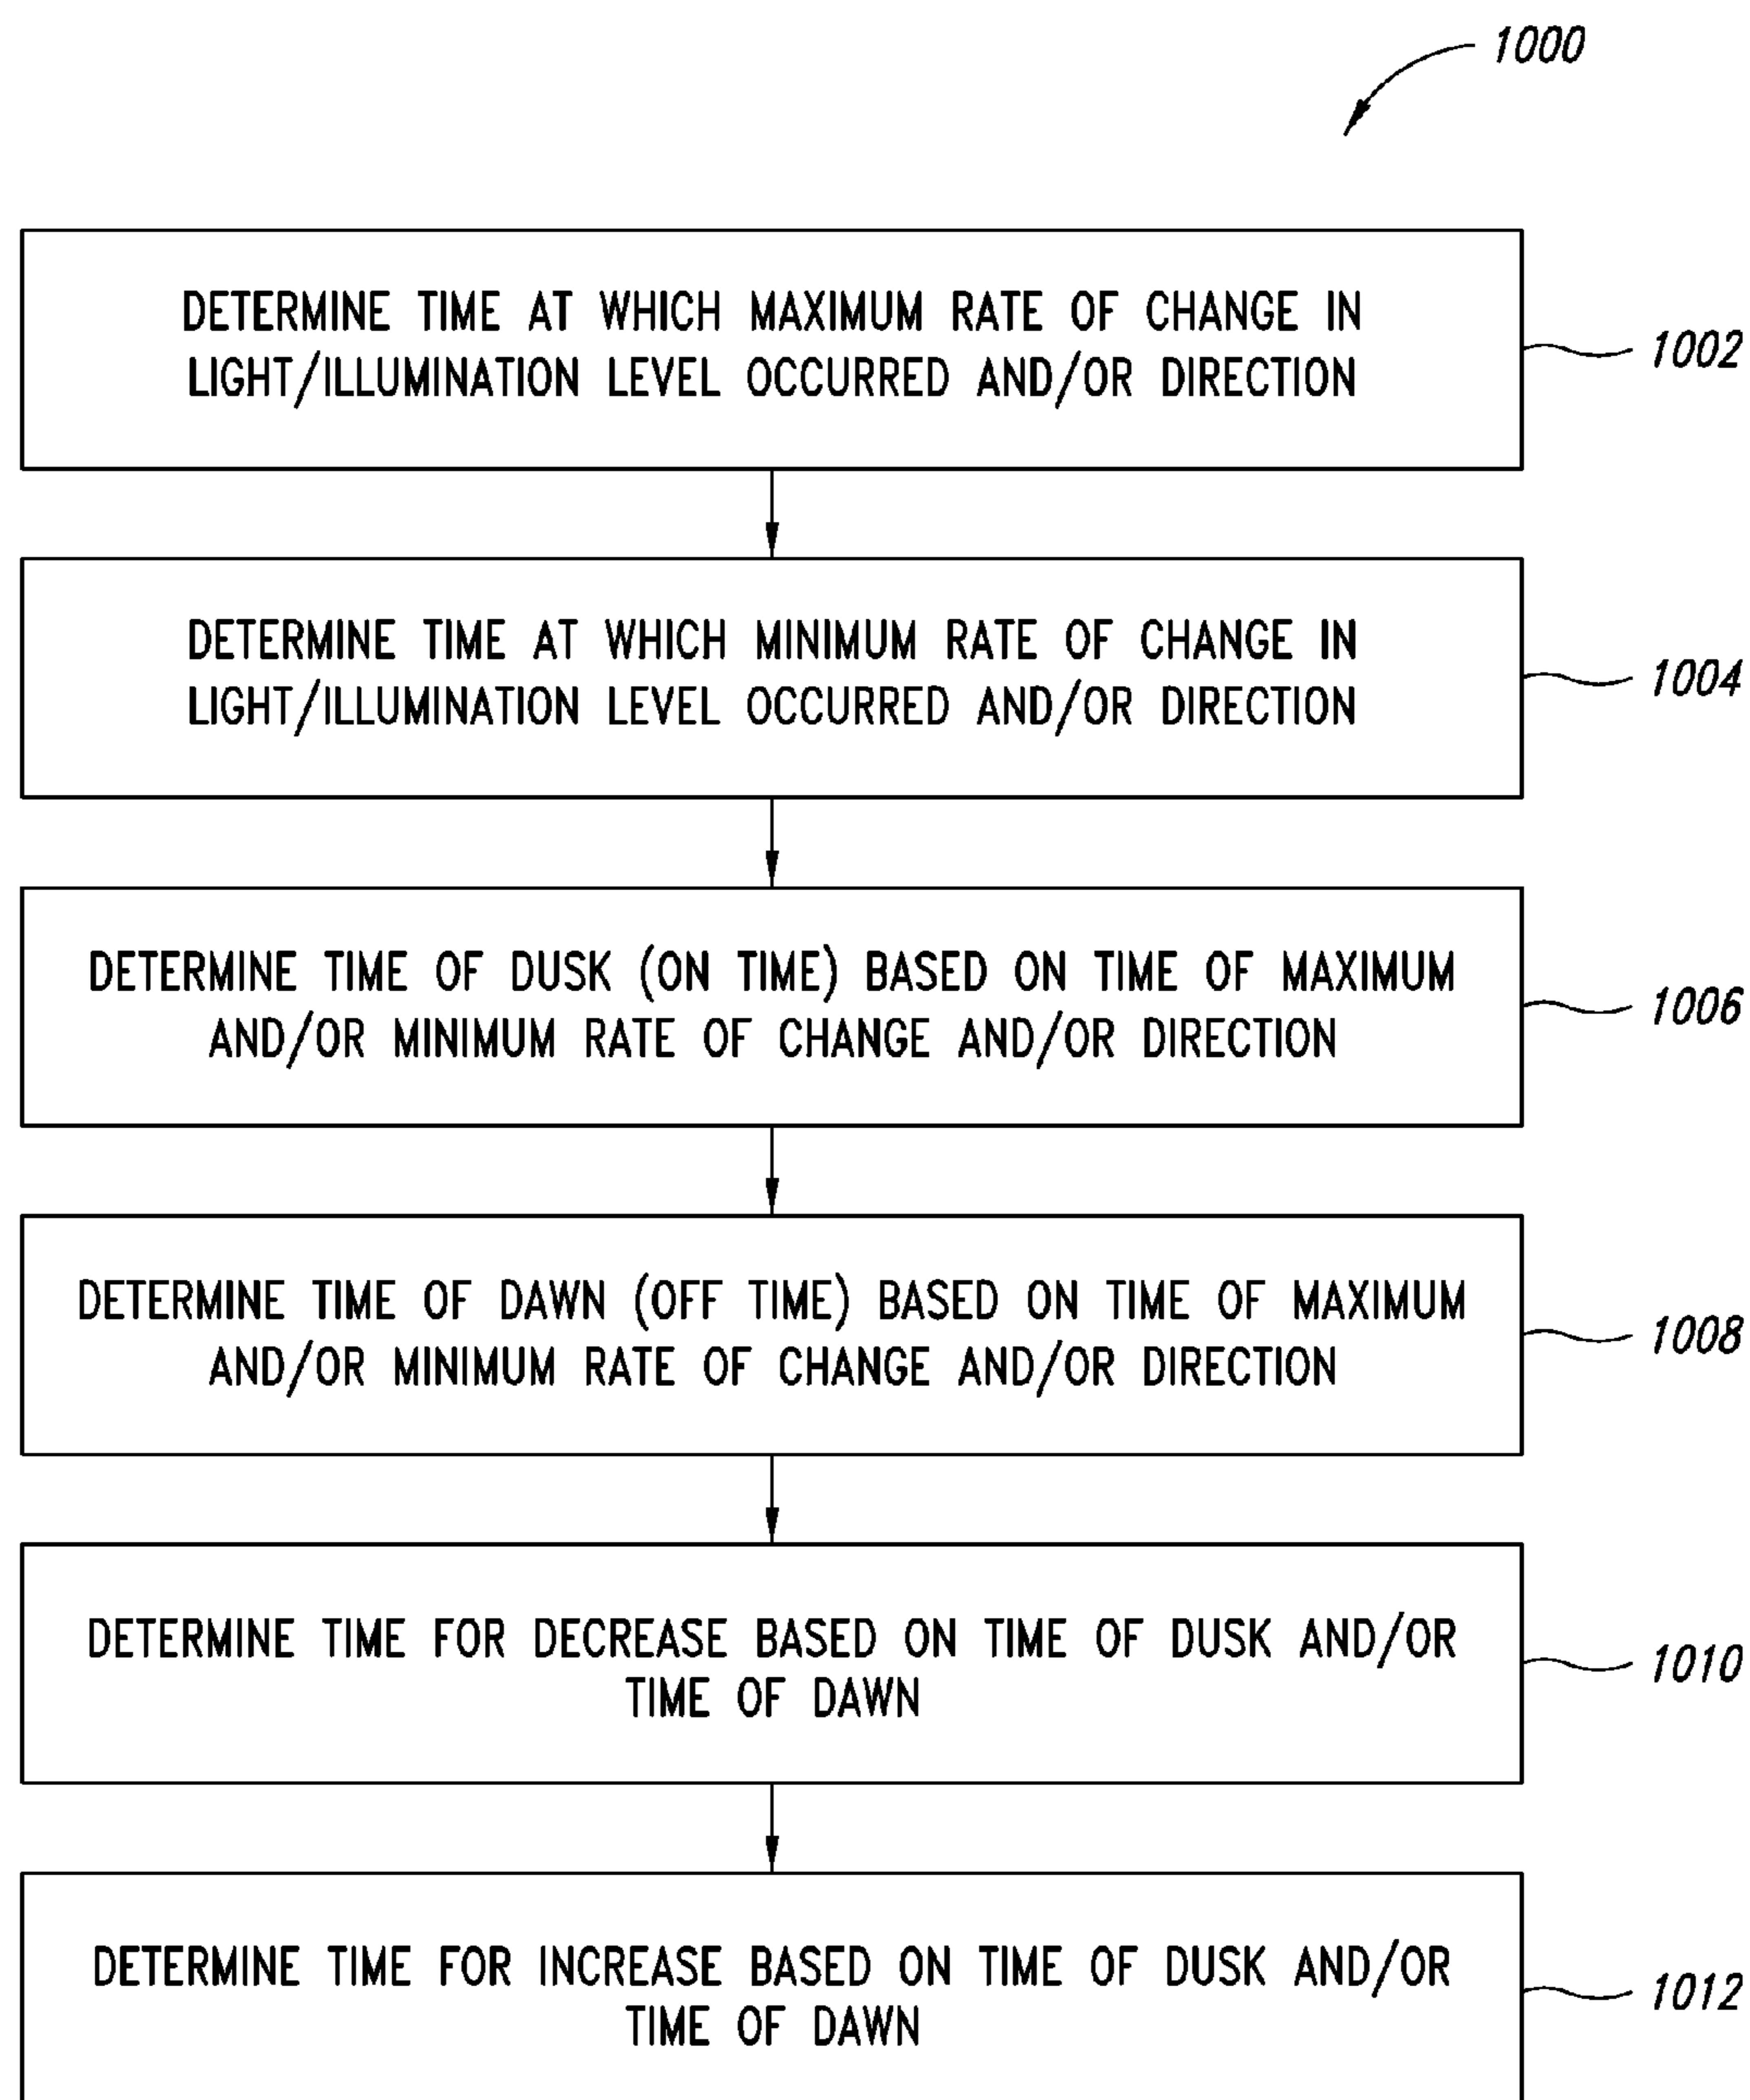 1000
DETERMINE TIME AT WHICH MAXIMUM RATE OF CHANGE IN
LIGHT/ILLUMINATION LEVEL OCCURRED AND/OR DIRECTION
1002
DETERMINE TIME AT WHICH MINIMUM RATE OF CHANGE IN
LIGHT/ILLUMINATION LEVEL OCCURRED AND/OR DIRECTION
1004
DETERMINE TIME OF DUSK (ON TIME) BASED ON TIME OF MAXIMUM
AND/OR MINIMUM RATE OF CHANGE AND/OR DIRECTION
1006
DETERMINE TIME OF DAWN (OFF TIME) BASED ON TIME OF MAXIMUM
AND/OR MINIMUM RATE OF CHANGE AND/OR DIRECTION
1008
DETERMINE TIME FOR DECREASE BASED ON TIME OF DUSK AND/OR
TIME OF DAWN
1010
DETERMINE TIME FOR INCREASE BASED ON TIME OF DUSK AND/OR
TIME OF DAWN
1012